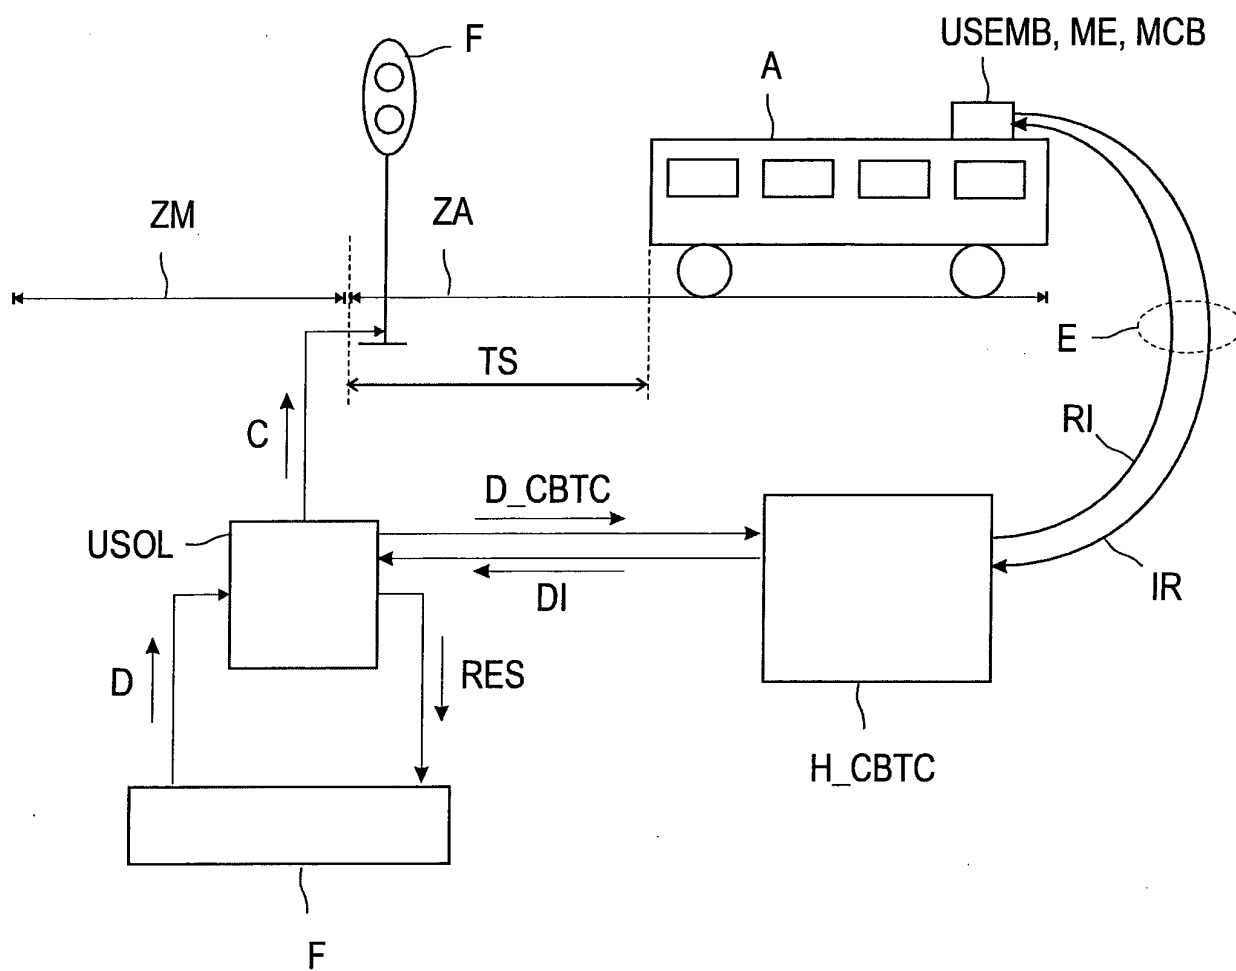 F
USEMB, ME, MCB
A
ZM
ZA
E
TS
C
RI
D_CBTC
USOL
DI
IR
D
RES
H_CBTC
F